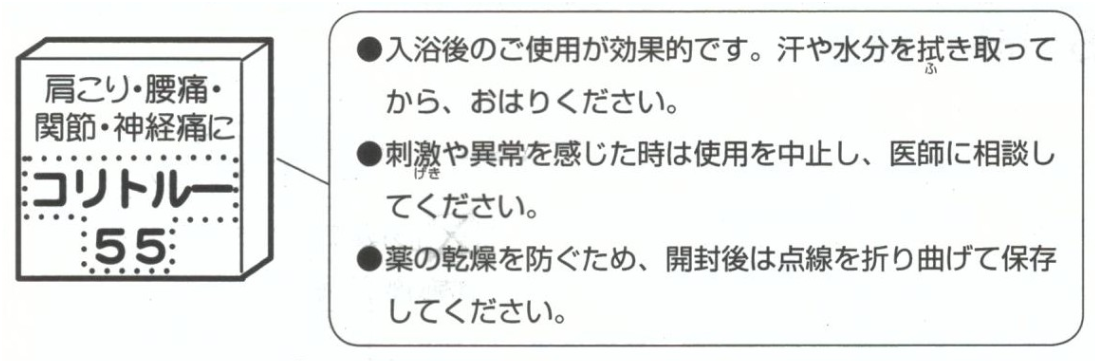 肩こり・腰痛・
関節・神経痛に
コリトルー
55
●入浴後のご使用が効果的です。汗や水分を拭き取って
ふ
から、おはりください。
●刺激や異常を感じた時は使用を中止し、医師に相談し
げき
てください。
●薬の乾燥を防ぐため、開封後は点線を折り曲げて保存
してください。